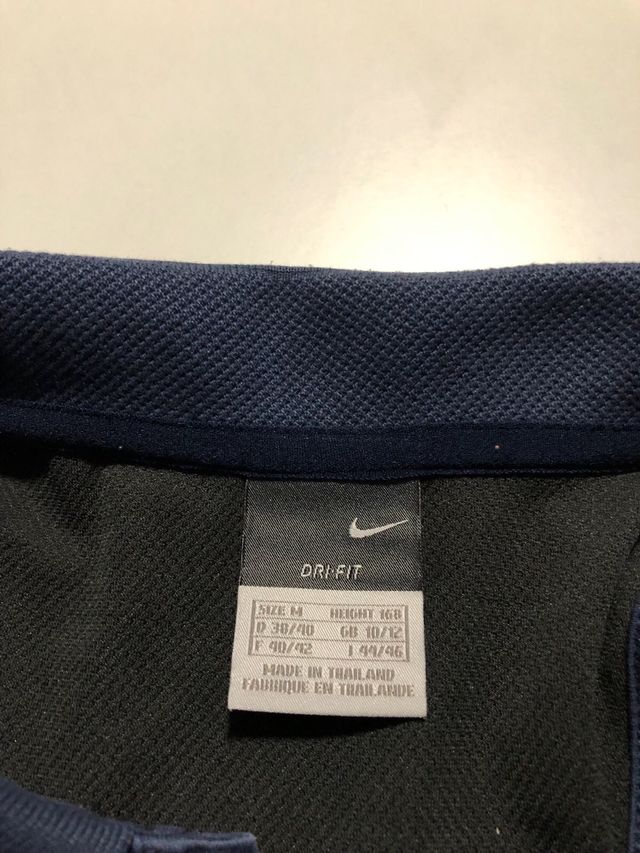 DRI-FIT
SIZE M HEIGHT 168
D 38/40 GB 10/12
F 40/42 I 44/46
MADE IN THAILAND
FABRIQUE EN THAILANDE